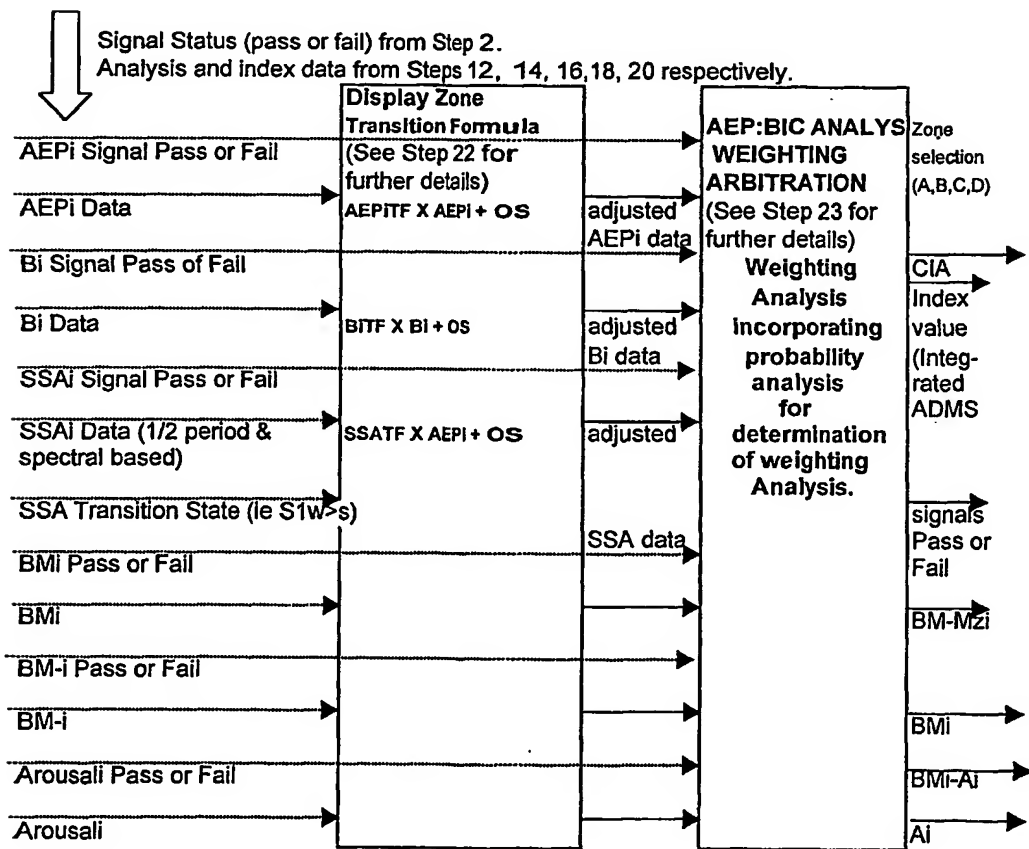 Signal Status (pass or fail) from Step 2.
Analysis and index data from Steps 12, 14, 16,18, 20 respectively.
AEPi Signal Pass or Fail
AEPi Data
Bi Signal Pass of Fail
Bi Data
SSAi Signal Pass or Fail
SSAi Data (1/2 period &
spectral based)
SSA Transition State (ie S1w>s)
BMi Pass or Fail
BMi
BM-i Pass or Fail
BM-i
Arousali Pass or Fail
Arousali
Display Zone
Transition Formula
(See Step 22 for
further details)
AEPiTF X AEPi + OS
BiTF X Bi + OS
SSATF X AEPi + OS
adjusted
AEPi data
adjusted
Bi data
adjusted
SSA data
AEP:BIC ANALYS
WEIGHTING
ARBITRATION
(See Step 23 for
further details)
Weighting
Analysis
incorporating
probability
analysis
for
determination
of weighting
Analysis.
Zone
selection
(A,B,C,D)
CIA
Index
value
(Integ-
rated
ADMS
signals
Pass or
Fail
BM-Mzi
BMi
BMi-Ai
Ai